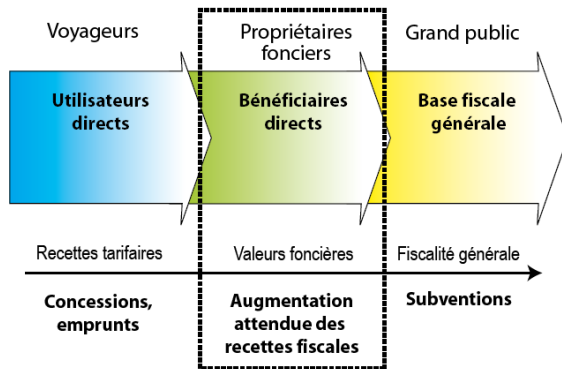 Voyageurs
Propriétaires
fonciers
Grand public
Utilisateurs
directs
Bénéficiaires
directs
Base fiscale
générale
Recettes tarifaires
Valeurs foncières
Fiscalité générale
Concessions,
emprunts
Augmentation
attendue des
recettes fiscales
Subventions